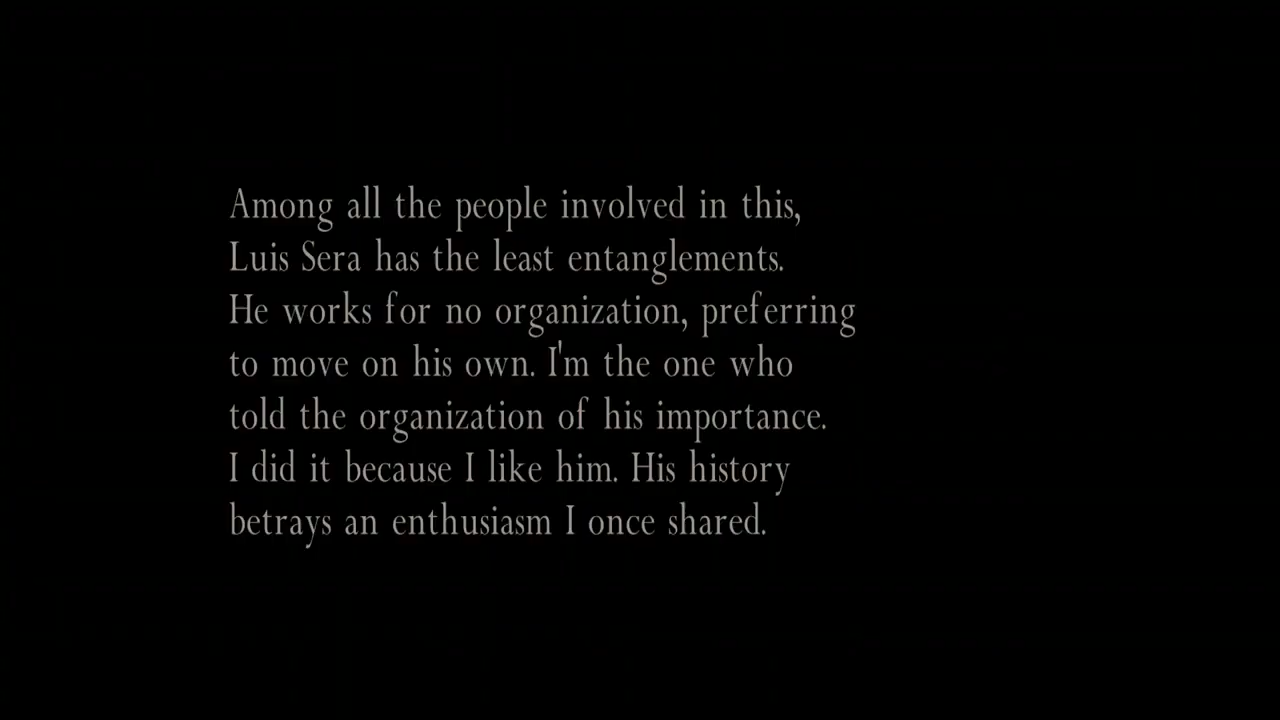 Among all the people involved in this,
Luis Sera has the least entanglements.
He works for no organization, preferring
to move on his own. I'm the one who
told the organization of his importance.
I did it because I like him. His history
betrays an enthusiasm I once shared.